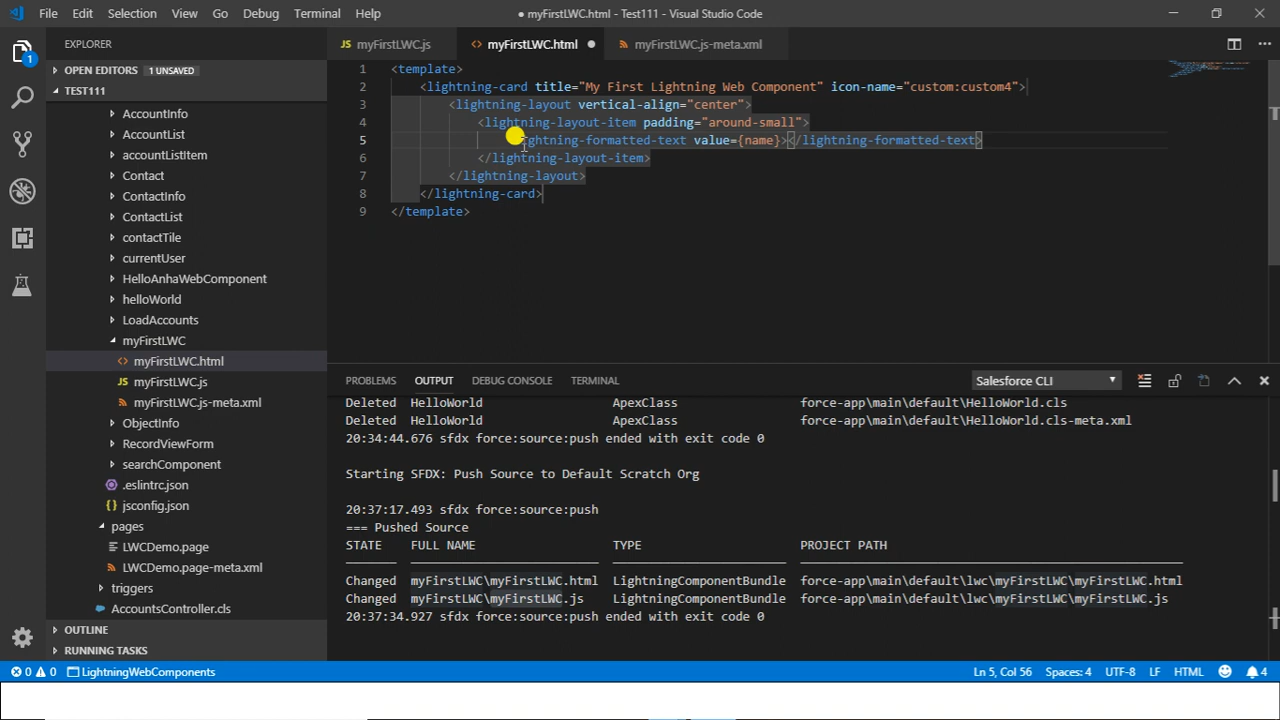 File Edit Selection View Go Debug Terminal Help
● myFirstLWC.html - Test111 - Visual Studio Code
EXPLORER
JS myFirstLWC.js
<> myFirstLWC.html ●
myFirstLWC.js-meta.xml
OPEN EDITORS 1 UNSAVED
TEST111
1
AccountInfo
AccountList
accountListItem
Contact
ContactInfo
ContactList
contactTile
currentUser
HelloAnhaWebComponent
helloWorld
LoadAccounts
myFirstLWC
<> myFirstLWC.html
JS myFirstLWC.js
myFirstLWC.js-meta.xml
ObjectInfo
RecordViewForm
searchComponent
.eslintrc.json
{} jsconfig.json
pages
LWCDemo.page
LWCDemo.page-meta.xml
triggers
AccountsController.cls
OUTLINE
RUNNING TASKS
1 <template>
2 <lightning-card title="My First Lightning Web Component" icon-name="custom:custom4">
3 <lightning-layout vertical-align="center">
4 <lightning-layout-item padding="around-small">
5 ghtning-formatted-text value={name}></lightning-formatted-text>
6 </lightning-layout-item>
7 </lightning-layout>
8 </lightning-card>
9 </template>
PROBLEMS OUTPUT DEBUG CONSOLE TERMINAL
Salesforce CLI
Deleted HelloWorld ApexClass force-app\main\default\HelloWorld.cls
Deleted HelloWorld ApexClass force-app\main\default\HelloWorld.cls-meta.xml
20:34:44.676 sfdx force:source:push ended with exit code 0
Starting SFDX: Push Source to Default Scratch Org
20:37:17.493 sfdx force:source:push
=== Pushed Source
STATE FULL NAME TYPE PROJECT PATH
Changed myFirstLWC\myFirstLWC.html LightningComponentBundle force-app\main\default\lwc\myFirstLWC\myFirstLWC.html
Changed myFirstLWC\myFirstLWC.js LightningComponentBundle force-app\main\default\lwc\myFirstLWC\myFirstLWC.js
20:37:34.927 sfdx force:source:push ended with exit code 0
0 0 LightningWebComponents
Ln 5, Col 56 Spaces: 4 UTF-8 LF HTML 4